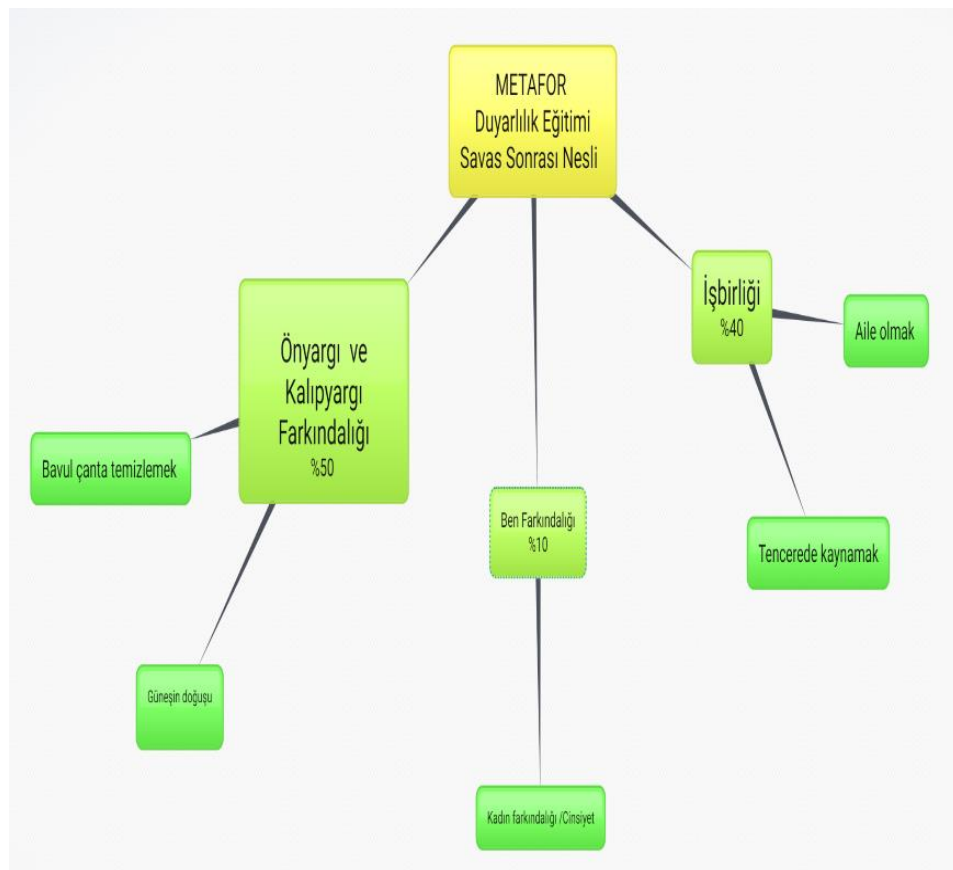 METAFOR
Duyarlılık Eğitimi
Savas Sonrası Nesli
İşbirliği
%40
Aile olmak
Önyargı ve
Kalıpyargı
Farkındalığı
%50
Bavul çanta temizlemek
Ben Farkındalığı
%10
Tencerede kaynamak
Güneşin doğuşu
Kadın farkındalığı /Cinsiyet